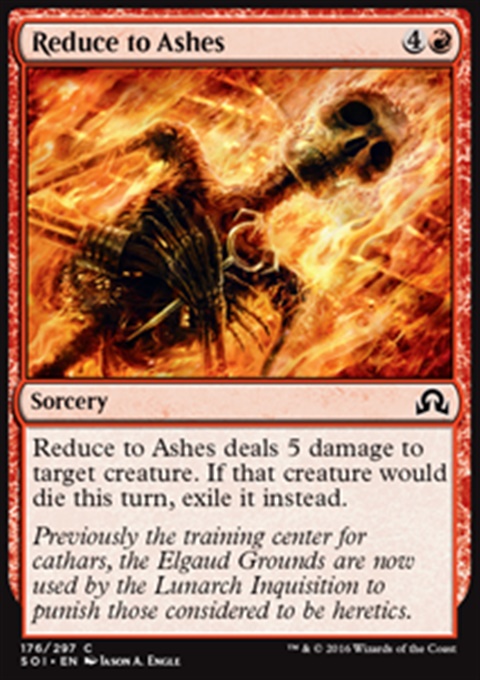 Reduce to Ashes 4
Sorcery
Reduce to Ashes deals 5 damage to
target creature. If that creature would
die this turn, exile it instead.
Previously the training center for
cathars, the Elgaud Grounds are now
used by the Lunarch Inquisition to
punish those considered to be heretics.
176/297 C
SOI • EN Jason A. Engle
™ & © 2016 Wizards of the Coast